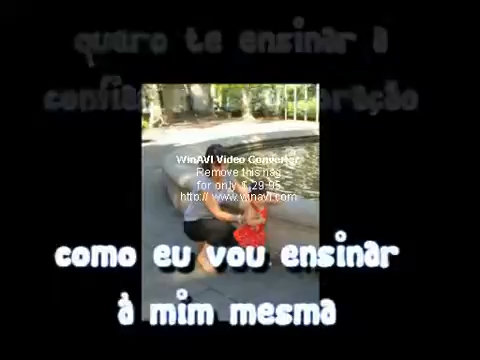 quero te ensinar à
como eu vou ensinar
à mim mesma
WinAVI Video Converter
Remove this nag
for only $ 29.95
http:// www.winavi.com